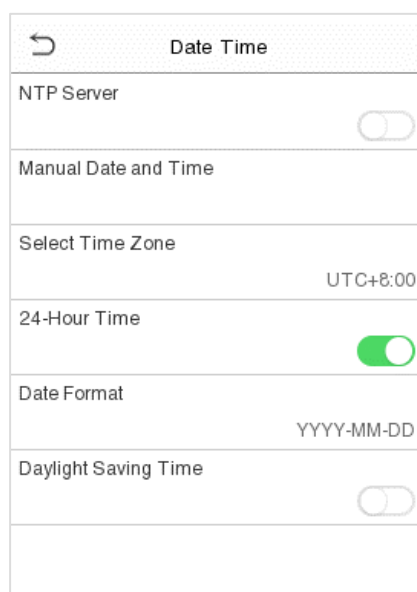 Date Time
NTP Server
Manual Date and Time
Select Time Zone
UTC+8:00
24-Hour Time
Date Format
YYYY-MM-DD
Daylight Saving Time